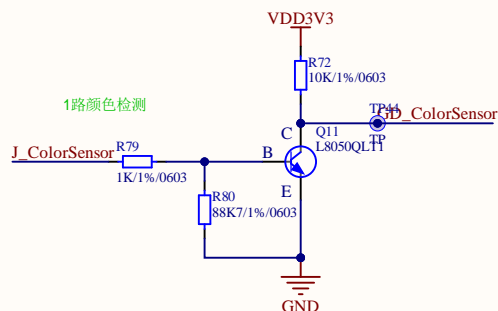 VDD3V3
R72
10K/1%/0603
1路颜色检测
TP44
GD_ColorSensor
TP
C
Q11
L8050QLT1
J_ColorSensor
R79
B
1K/1%/0603
E
R80
88K7/1%/0603
GND